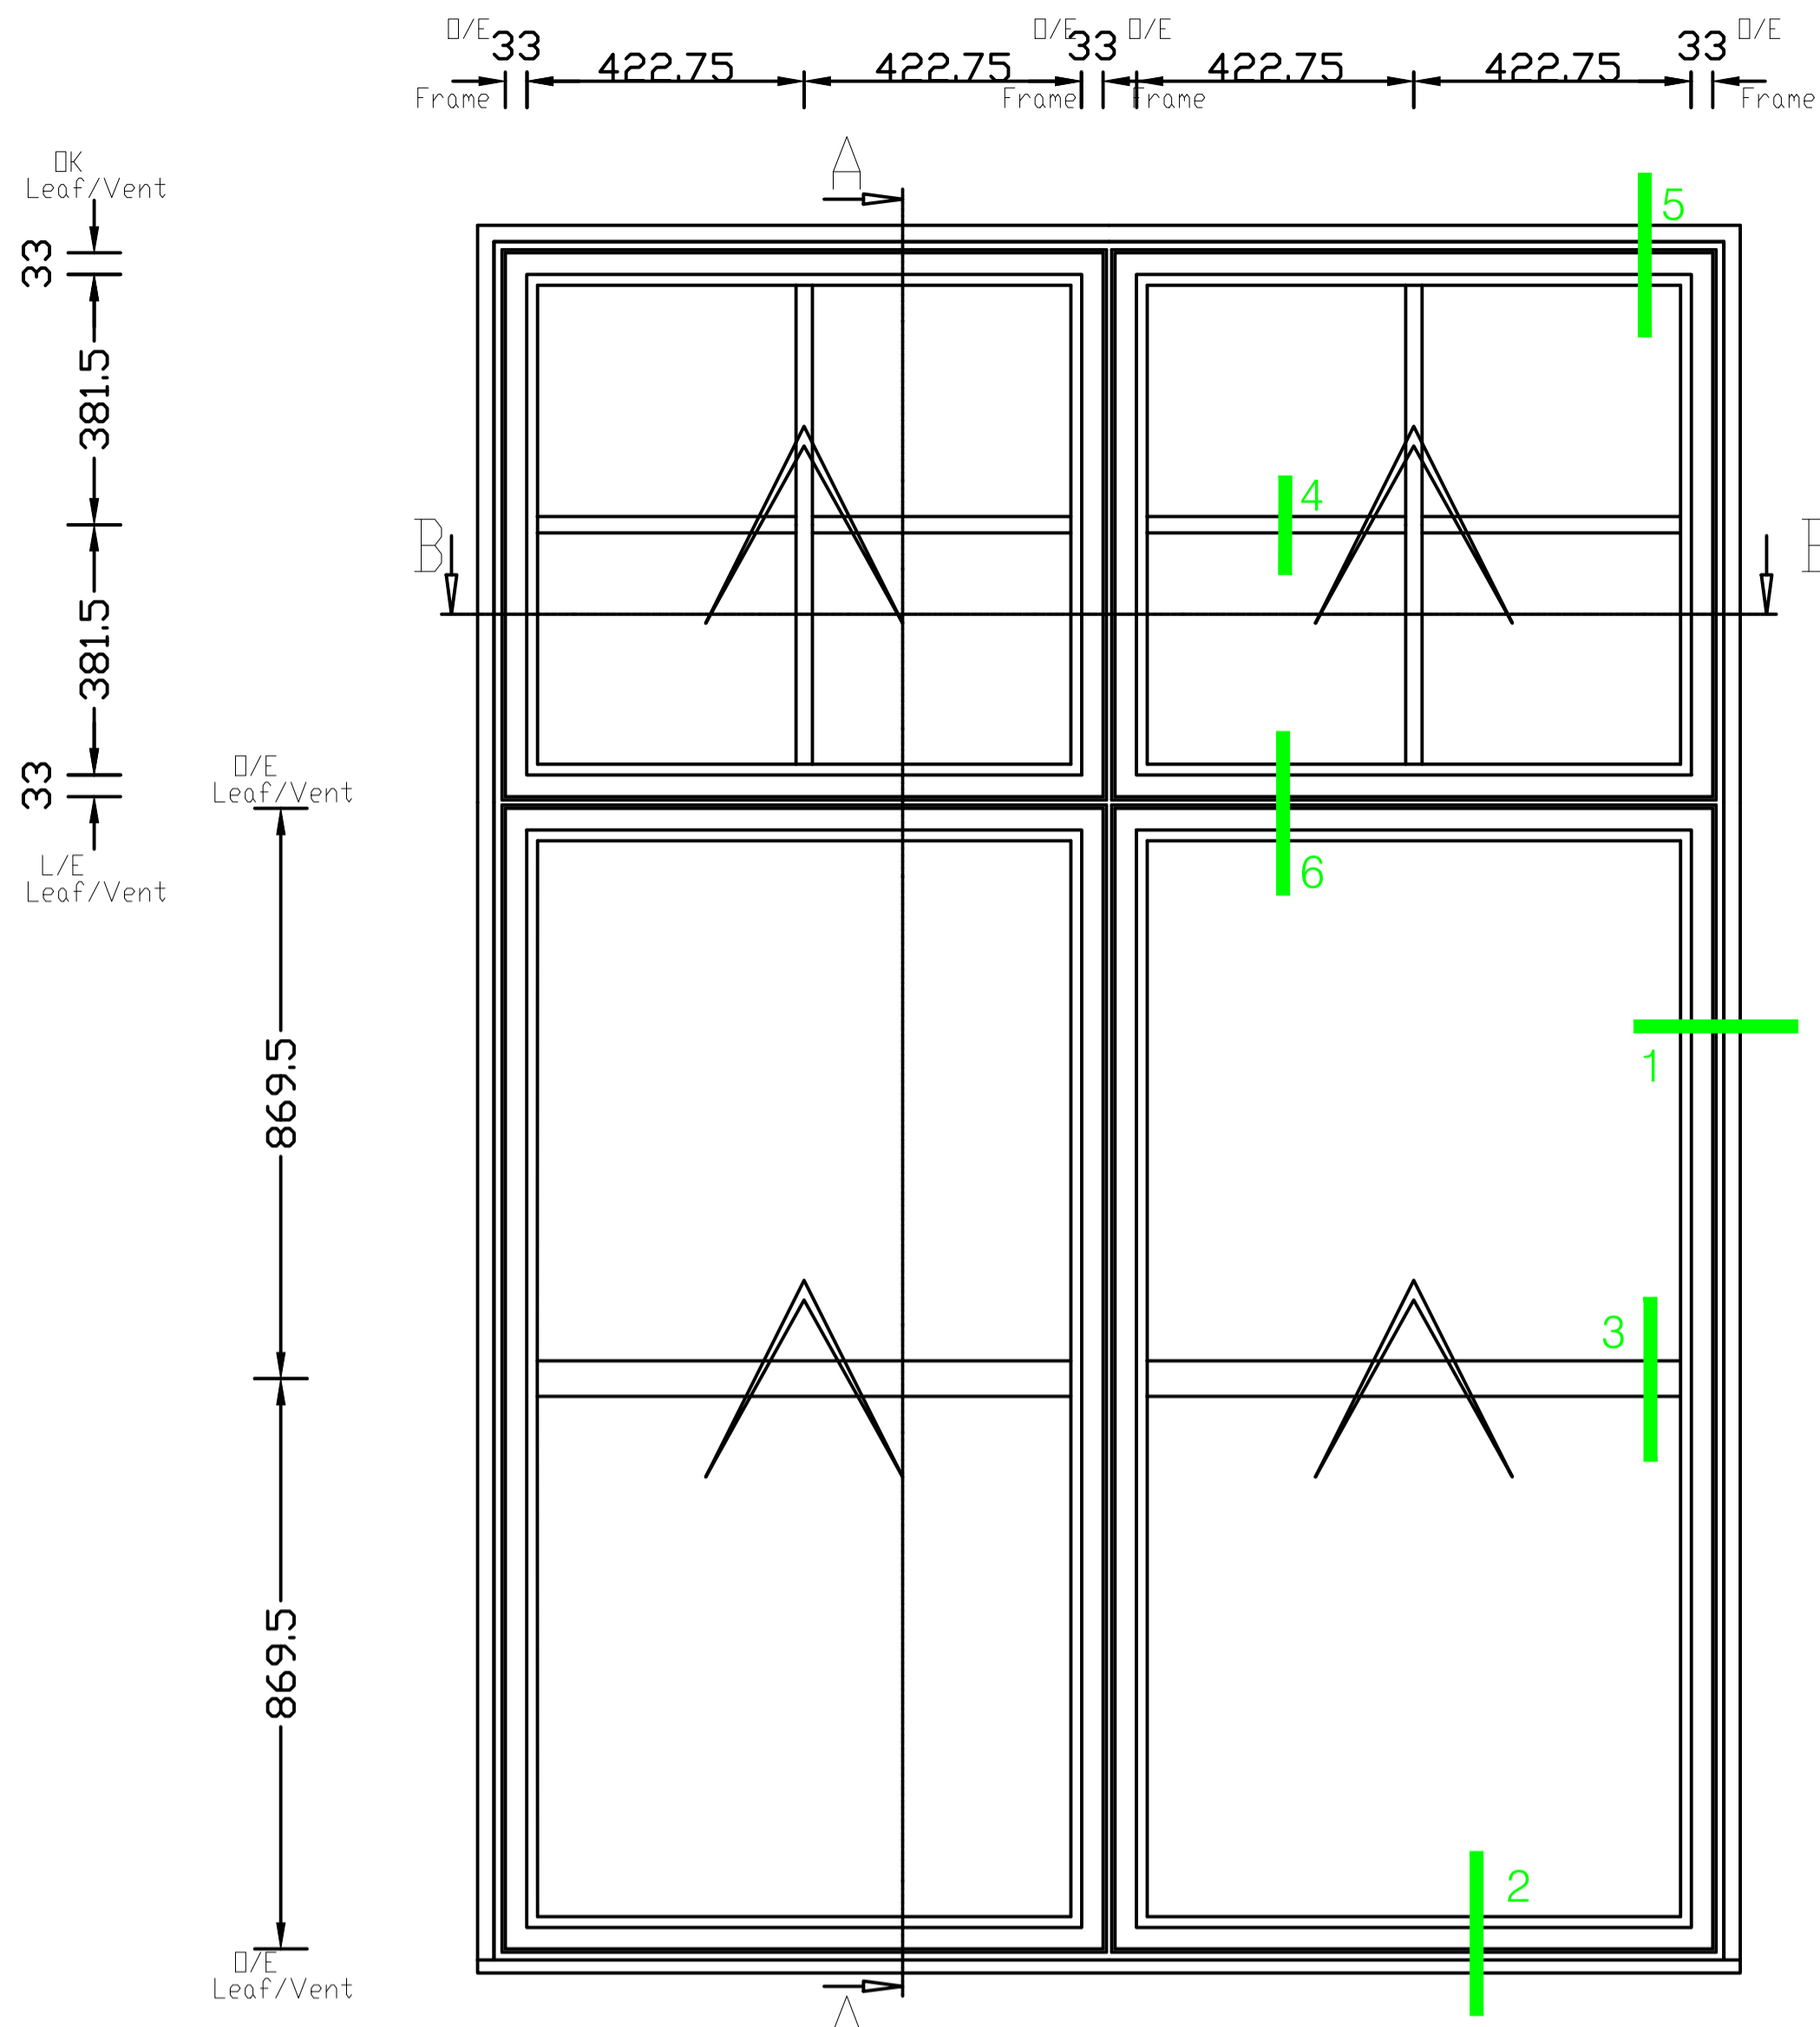 O/E 33 O/E 33 O/E 33 O/E
422.75 422.75 422.75 422.75
Frame Frame Frame Frame
OK
Leaf/Vent
A
5
33
381.5
4
B
381.5
33
O/E
Leaf/Vent
L/E
Leaf/Vent
6
869.5
1
3
869.5
2
O/E
Leaf/Vent